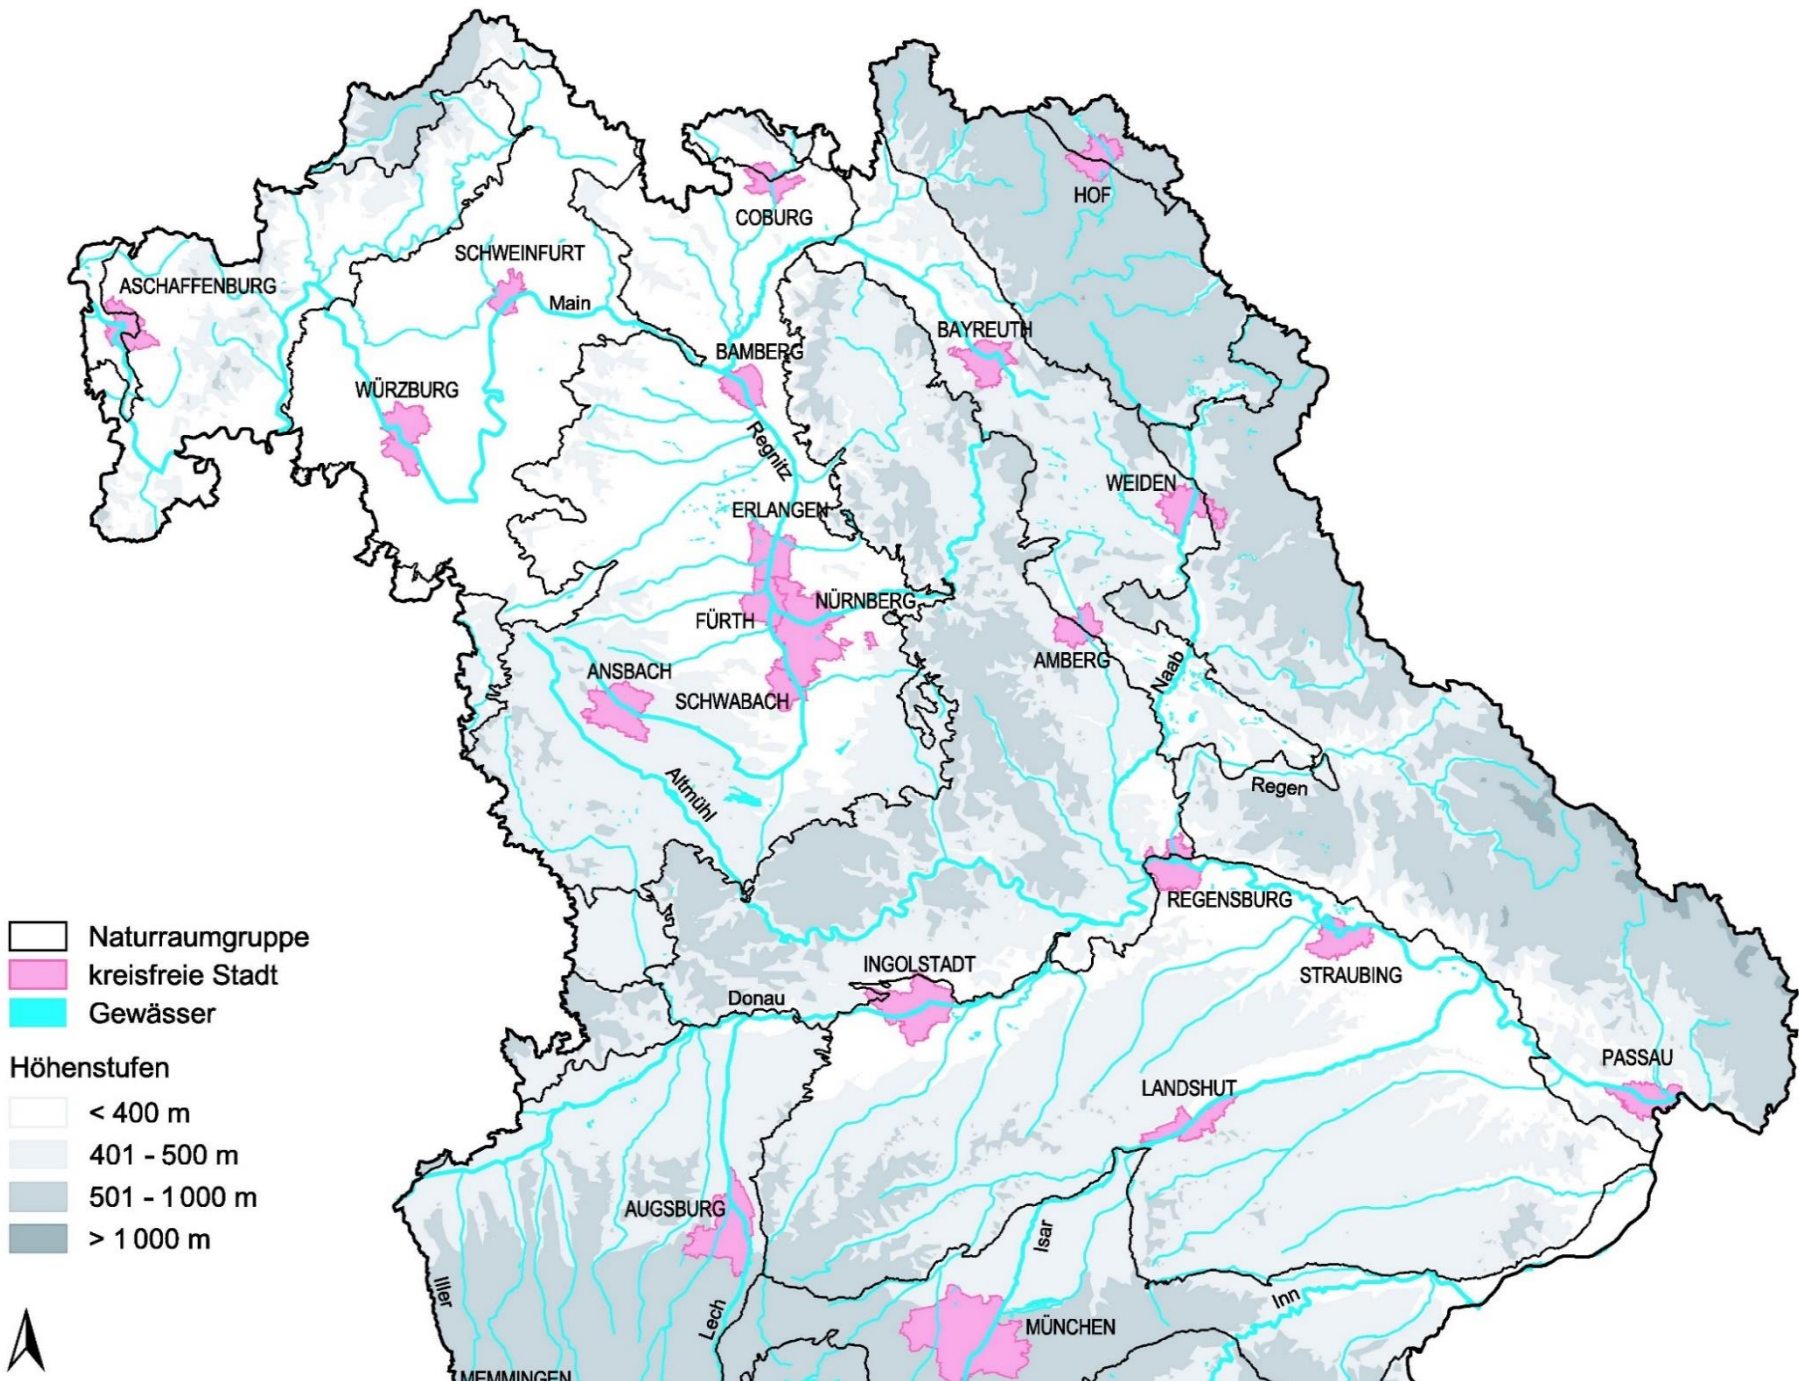 HOF
COBURG
SCHWEINFURT
ASCHAFFENBURG
Main
BAYREUTH
BAMBERG
WÜRZBURG
Regnitz
WEIDEN
ERLANGEN
NÜRNBERG
FÜRTH
AMBERG
Naab
ANSBACH
SCHWABACH
Altmühl
Regen
REGENSBURG
STRAUBING
INGOLSTADT
Donau
PASSAU
LANDSHUT
AUGSBURG
Isar
Iller
Lech
Inn
MÜNCHEN
MEMMINGEN
Naturraumgruppe
kreisfreie Stadt
Gewässer
Höhenstufen
< 400 m
401 - 500 m
501 - 1 000 m
> 1 000 m